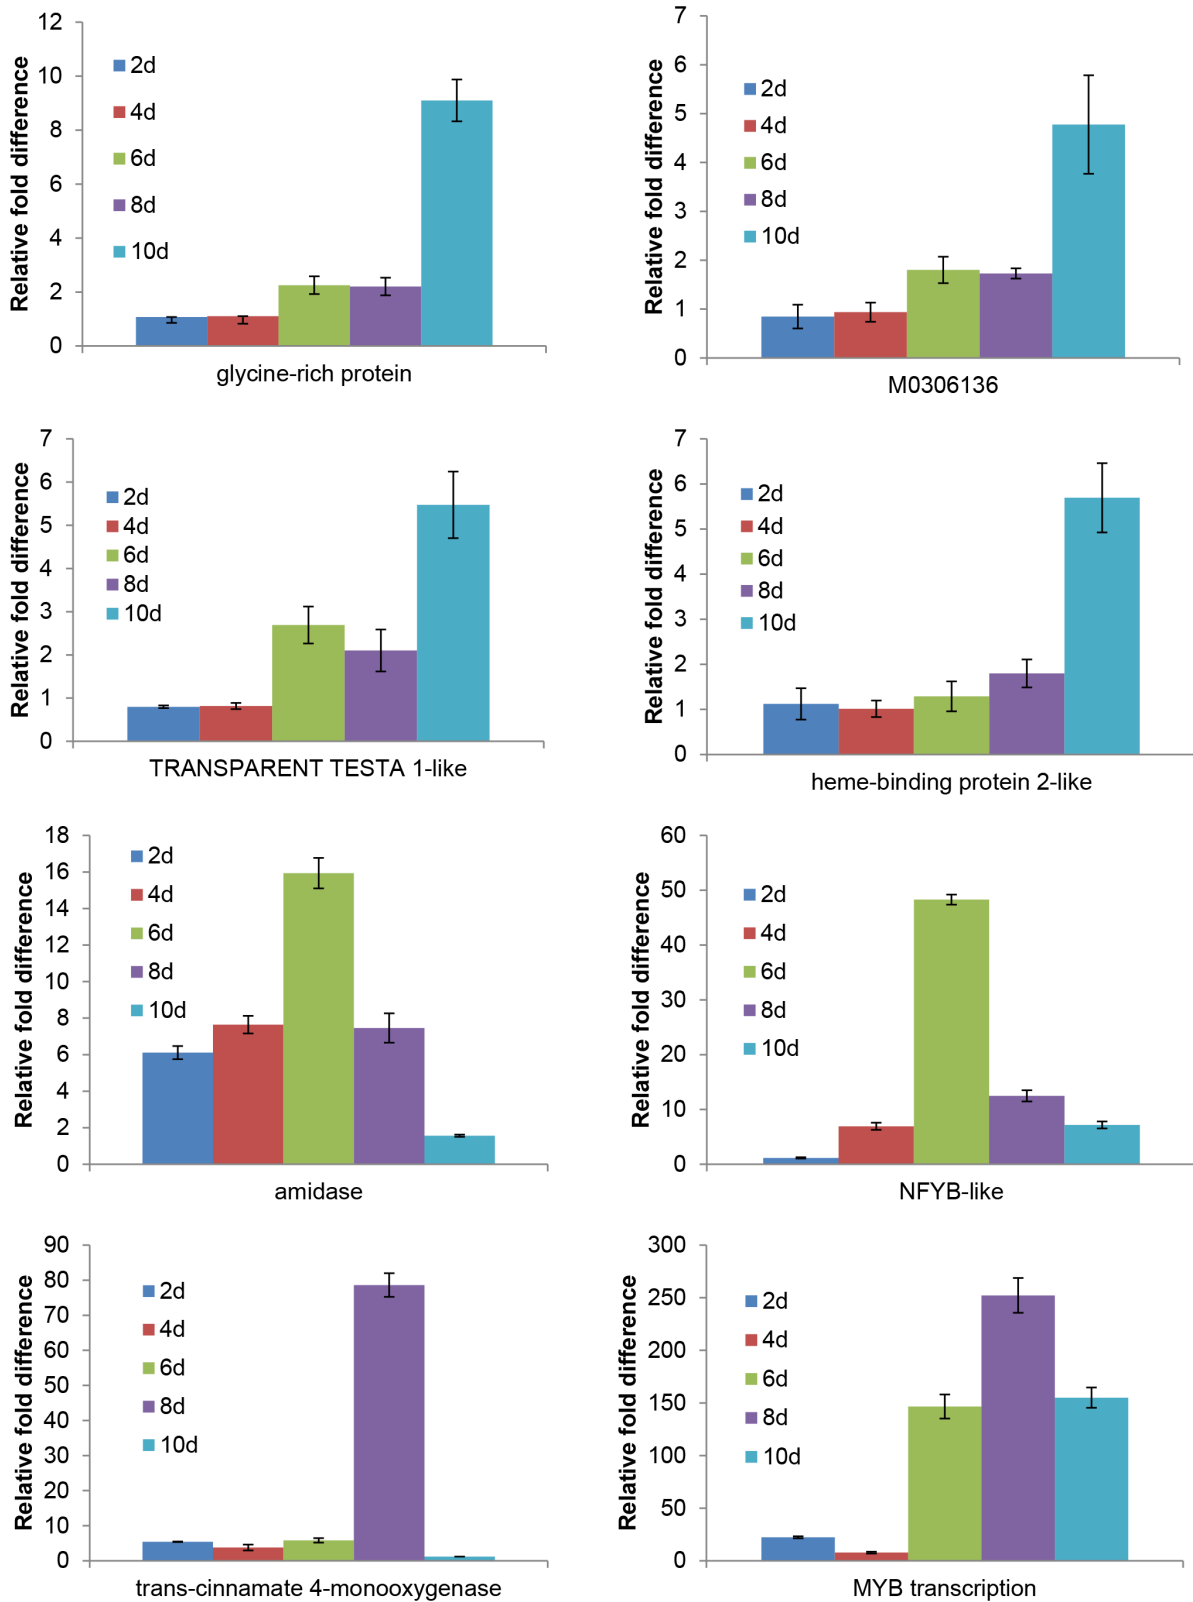 Relative fold difference
12
10
8
6
4
2
0
2d
4d
6d
8d
10d
glycine-rich protein
Relative fold difference
7
6
5
4
3
2
1
0
2d
4d
6d
8d
10d
M0306136
Relative fold difference
7
6
5
4
3
2
1
0
2d
4d
6d
8d
10d
TRANSPARENT TESTA 1-like
Relative fold difference
7
6
5
4
3
2
1
0
2d
4d
6d
8d
10d
heme-binding protein 2-like
Relative fold difference
18
16
14
12
10
8
6
4
2
0
2d
4d
6d
8d
10d
amidase
Relative fold difference
60
50
40
30
20
10
0
2d
4d
6d
8d
10d
NFYB-like
Relative fold difference
90
80
70
60
50
40
30
20
10
0
2d
4d
6d
8d
10d
trans-cinnamate 4-monooxygenase
Relative fold difference
300
250
200
150
100
50
0
2d
4d
6d
8d
10d
MYB transcription